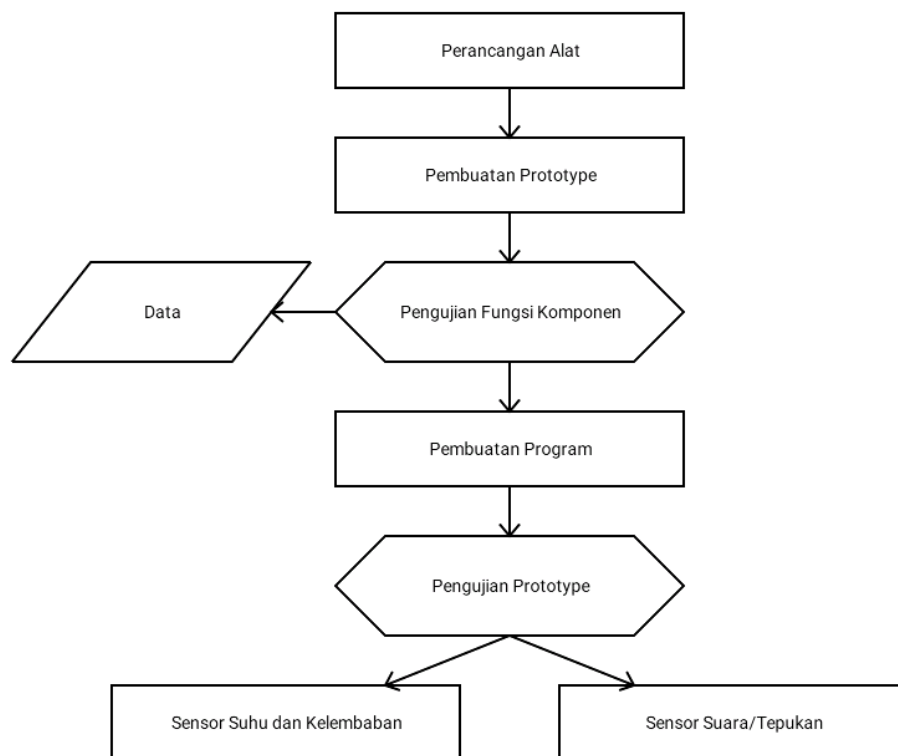 Perancangan Alat
Pembuatan Prototype
Data
Pengujian Fungsi Komponen
Pembuatan Program
Pengujian Prototype
Sensor Suhu dan Kelembaban
Sensor Suara/Tepukan